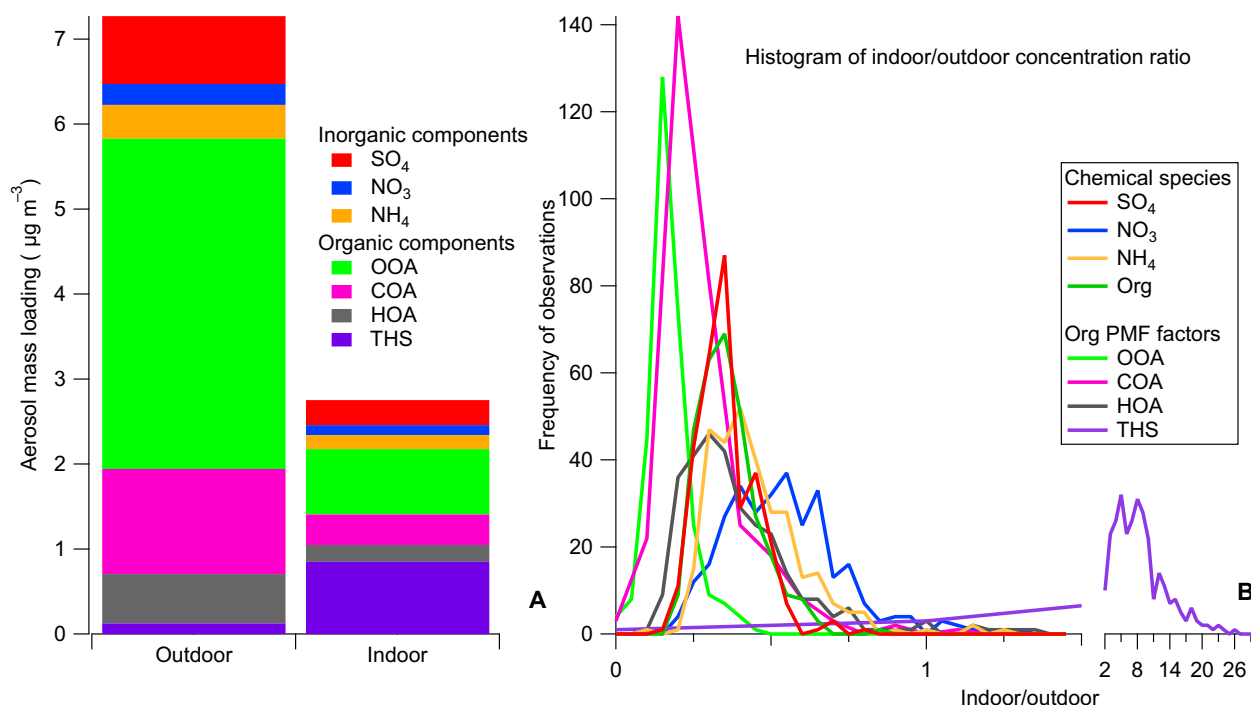 Aerosol mass loading ( µg m⁻³)
7
6
5
4
3
2
1
0
Outdoor
Indoor
Inorganic components
SO₄
NO₃
NH₄
Organic components
OOA
COA
HOA
THS
A
Histogram of indoor/outdoor concentration ratio
Frequency of observations
140
120
100
80
60
40
20
0
Chemical species
SO₄
NO₃
NH₄
Org
Org PMF factors
OOA
COA
HOA
THS
B
0 1
2 8 14 20 26
Indoor/outdoor